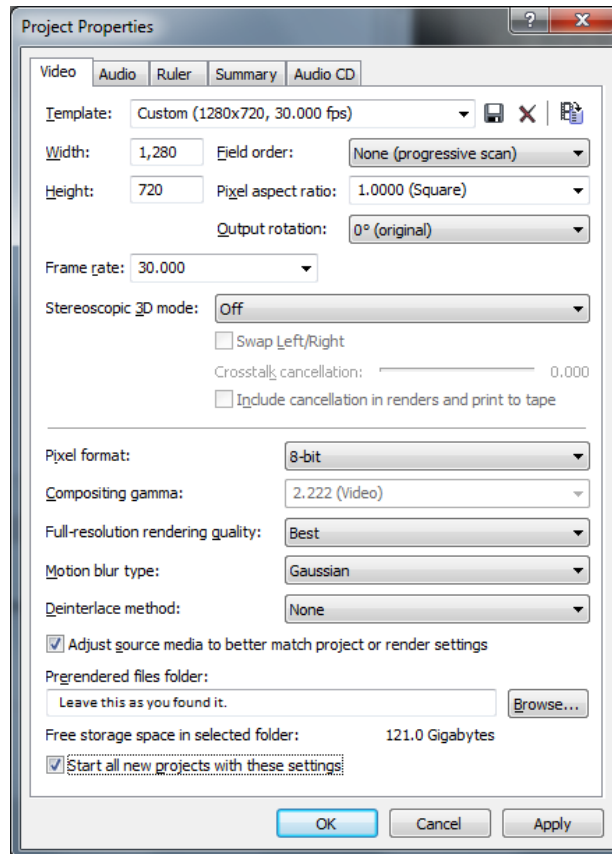 Project Properties
Video Audio Ruler Summary Audio CD
Template: Custom (1280x720, 30.000 fps)
Width: 1,280 Field order: None (progressive scan)
Height: 720 Pixel aspect ratio: 1.0000 (Square)
Output rotation: 0° (original)
Frame rate: 30.000
Stereoscopic 3D mode: Off
Swap Left/Right
Crosstalk cancellation: 0.000
Include cancellation in renders and print to tape
Pixel format: 8-bit
Compositing gamma: 2.222 (Video)
Full-resolution rendering quality: Best
Motion blur type: Gaussian
Deinterlace method: None
Adjust source media to better match project or render settings
Prerendered files folder:
Leave this as you found it. Browse...
Free storage space in selected folder: 121.0 Gigabytes
Start all new projects with these settings
OK Cancel Apply